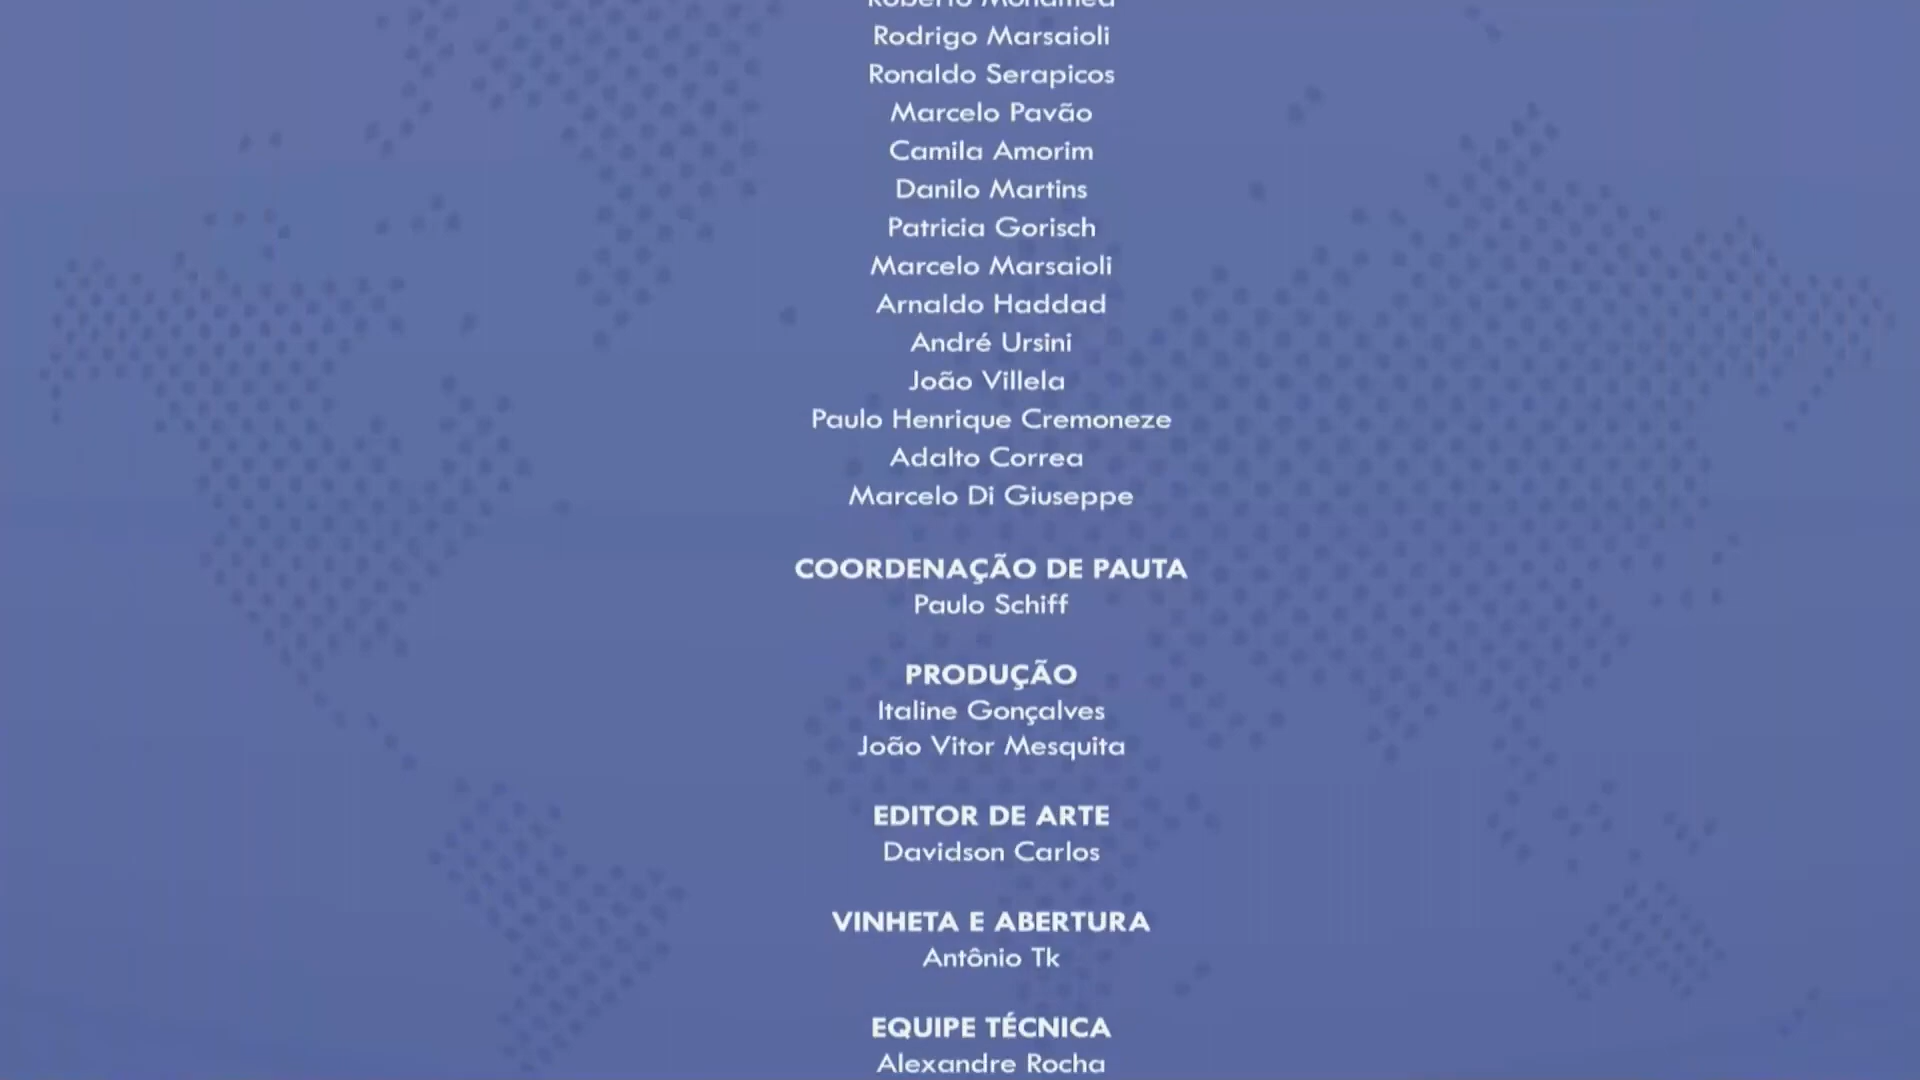 Roberto Mohamed
Rodrigo Marsaioli
Ronaldo Serapicos
Marcelo Pavão
Camila Amorim
Danilo Martins
Patricia Gorisch
Marcelo Marsaioli
Arnaldo Haddad
André Ursini
João Villela
Paulo Henrique Cremoneze
Adalto Correa
Marcelo Di Giuseppe
COORDENAÇÃO DE PAUTA
Paulo Schiff
PRODUÇÃO
Italine Gonçalves
João Vitor Mesquita
EDITOR DE ARTE
Davidson Carlos
VINHETA E ABERTURA
Antônio Tk
EQUIPE TÉCNICA
Alexandre Rocha